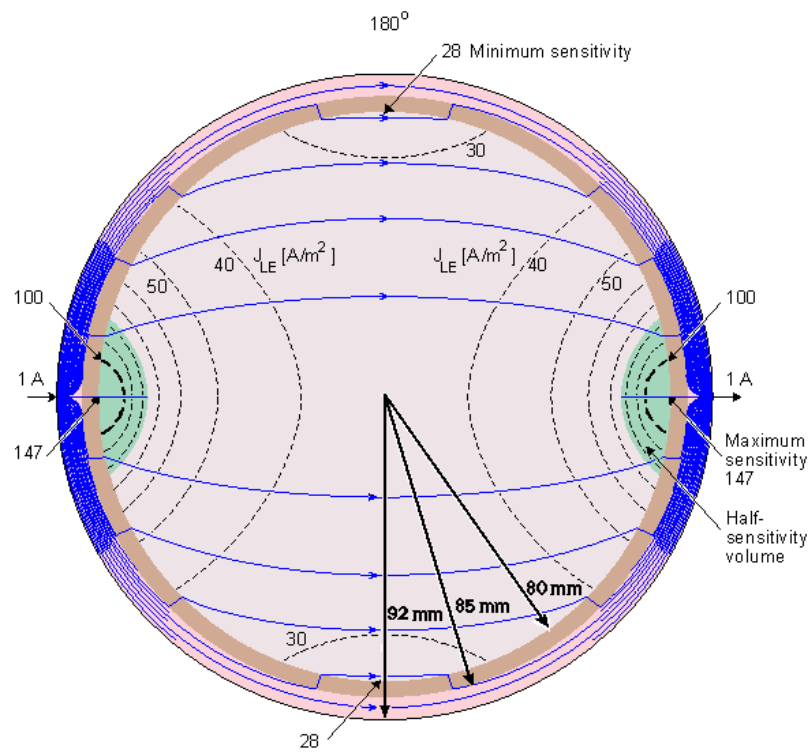 180°
28 Minimum sensitivity
30
J_LE [A/m²]
J_LE [A/m²]
40
40
50
50
100
100
1 A
1 A
147
Maximum
sensitivity
147
Half-
sensitivity
volume
80 mm
85 mm
92 mm
30
28